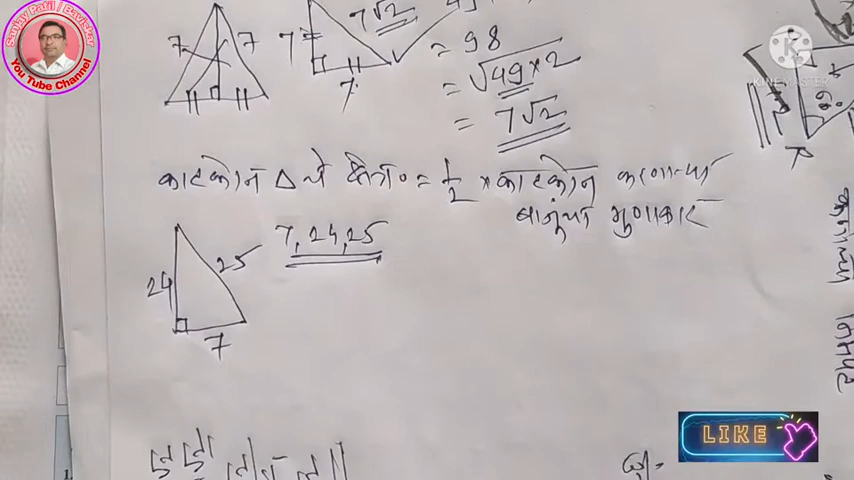 Sanjay Patil / Baviskar
You Tube Channel
KINEMASTER
7 7
7√2
7
7
= 98
= √49×2
= 7√2
काटकोन Δ चे क्षेत्र० = 1/2 × काटकोन करणाऱ्या
बाजूंचा गुणाकार
7, 24, 25
24
25
7
LIKE